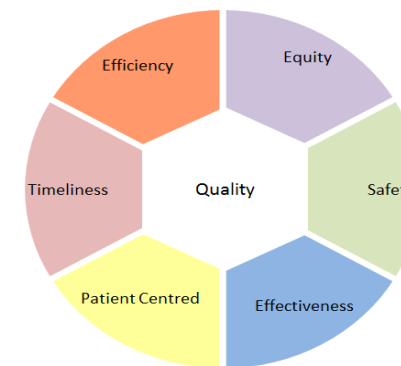 Efficiency
Equity
Timeliness
Quality
Safet
Patient Centred
Effectiveness